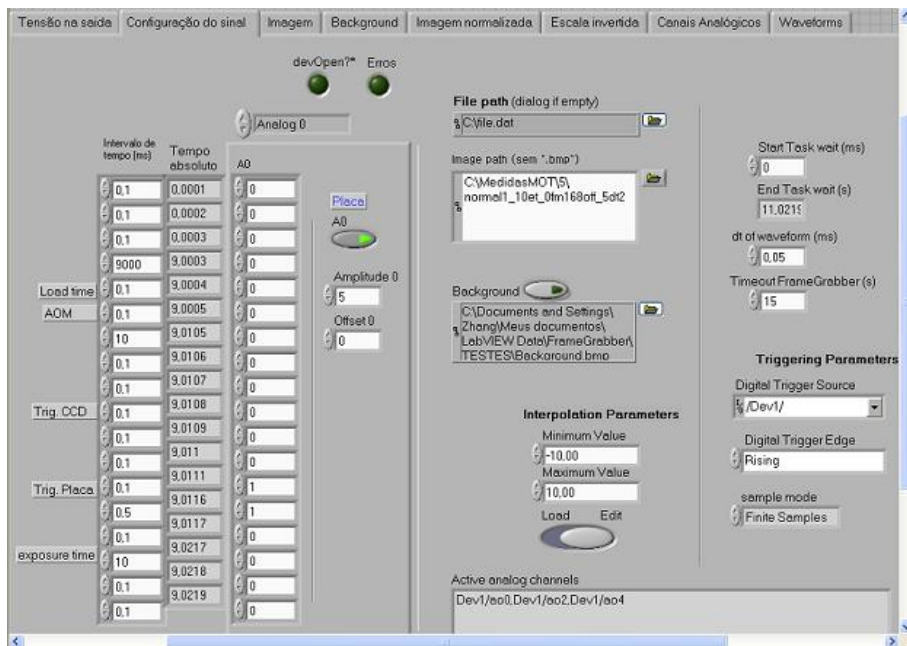 Tensão na saída Configuração do sinal Imagem Background Imagem normalizada Escala invertida Canais Analógicos Waveforms
devOpen?* Erros
Analog 0
Intervalo de tempo (ms)
Tempo absoluto
A0
0,1 0.0001 0
0,1 0,0002 0
0,1 0,0003 0
9000 9,0003 0
Load time 0,1 9,0004 0
AOM 0,1 9,0005 0
10 9,0105 0
0,1 9,0106 0
0,1 9,0107 0
Trig. CCD 0,1 9,0108 0
0,1 9,0109 0
0,1 9,011 0
Trig. Placa 0,1 9,0111 1
0,5 9,0116 1
0,1 9,0117 0
exposure time 10 9,0217 0
0,1 9,0218 0
0,1 9,0219 0
Placa
A0
Amplitude 0
5
Offset 0
0
File path (dialog if empty)
C:\file.dat
Image path (sem ".bmp")
C:\MedidasMOT\5\
normal1_10et_0fm168off_5dt2
Background
C:\Documents and Settings\
Zhang\Meus documentos\
LabVIEW Data\FrameGrabber\
TESTES\Background.bmp
Interpolation Parameters
Minimum Value
-10,00
Maximum Value
10,00
Load Edit
Active analog channels
Dev1/ao0,Dev1/ao2,Dev1/ao4
Start Task wait (ms)
0
End Task wait (s)
11.0219
dt of waveform (ms)
0,05
Timeout FrameGrabber (s)
15
Triggering Parameters
Digital Trigger Source
/Dev1/
Digital Trigger Edge
Rising
sample mode
Finite Samples